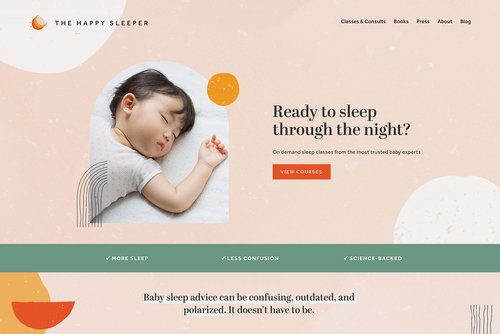 THE HAPPY SLEEPER
Classes & Consults Books Press About Blog
Ready to sleep
through the night?
On demand sleep classes from the most trusted baby experts
VIEW COURSES
✓ MORE SLEEP ✓ LESS CONFUSION ✓ SCIENCE-BACKED
Baby sleep advice can be confusing, outdated, and
polarized. It doesn't have to be.